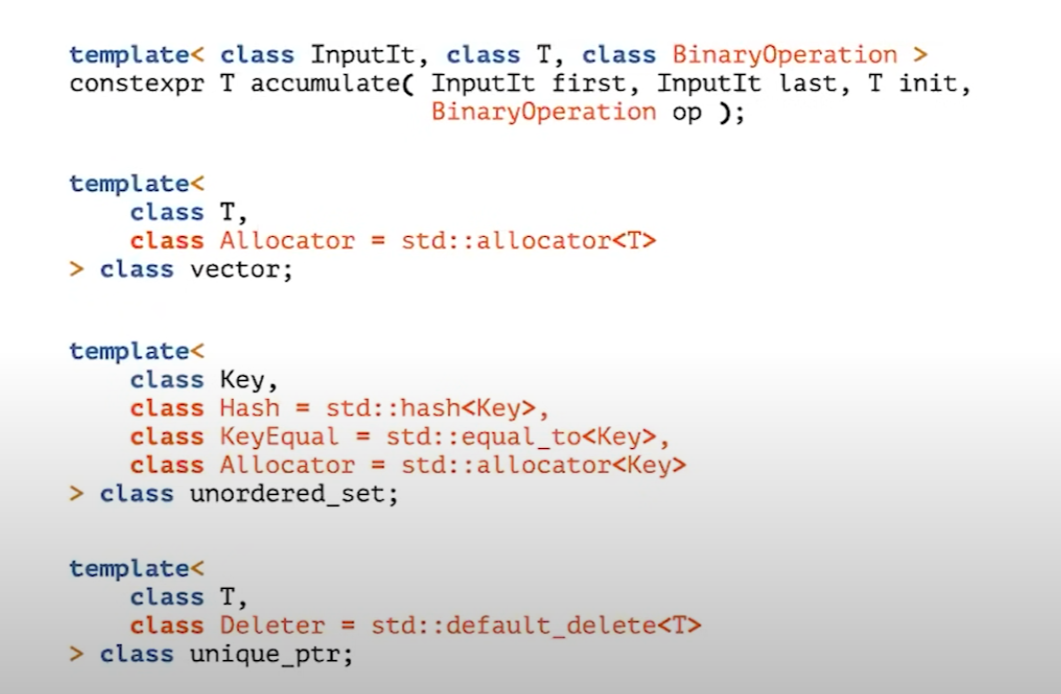 template< class InputIt, class T, class BinaryOperation >
constexpr T accumulate( InputIt first, InputIt last, T init,
                        BinaryOperation op );
template<
    class T,
    class Allocator = std::allocator<T>
> class vector;
template<
    class Key,
    class Hash = std::hash<Key>,
    class KeyEqual = std::equal_to<Key>,
    class Allocator = std::allocator<Key>
> class unordered_set;
template<
    class T,
    class Deleter = std::default_delete<T>
> class unique_ptr;